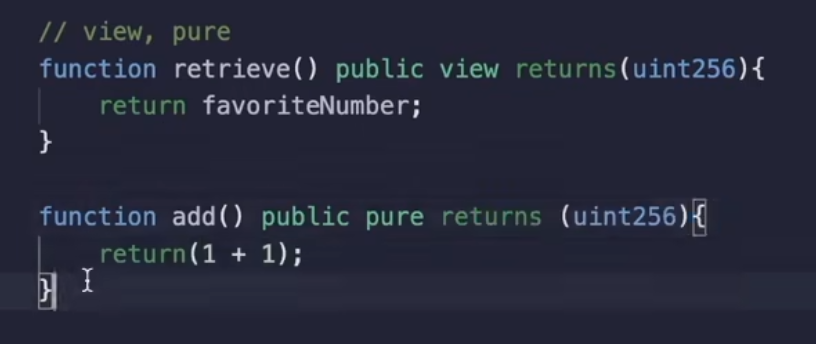 // view, pure
function retrieve() public view returns(uint256){
return favoriteNumber;
}
function add() public pure returns (uint256){
return(1 + 1);
}